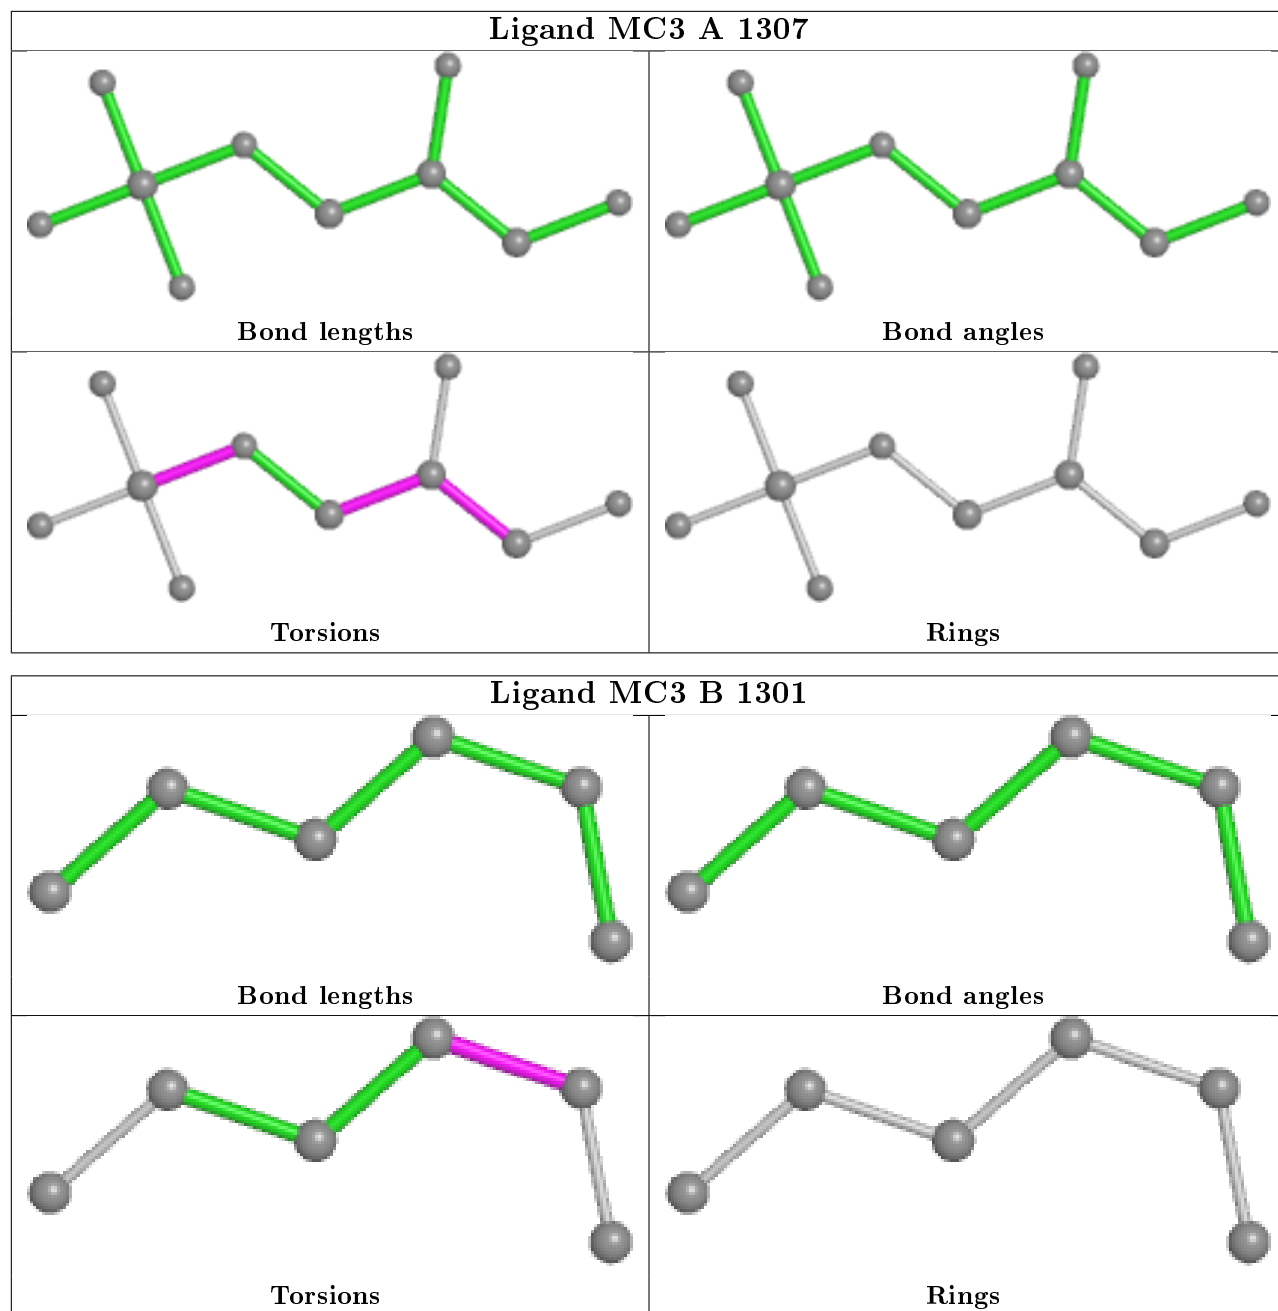 Ligand MC3 A 1307
Bond lengths
Bond angles
Torsions
Rings
Ligand MC3 B 1301
Bond lengths
Bond angles
Torsions
Rings